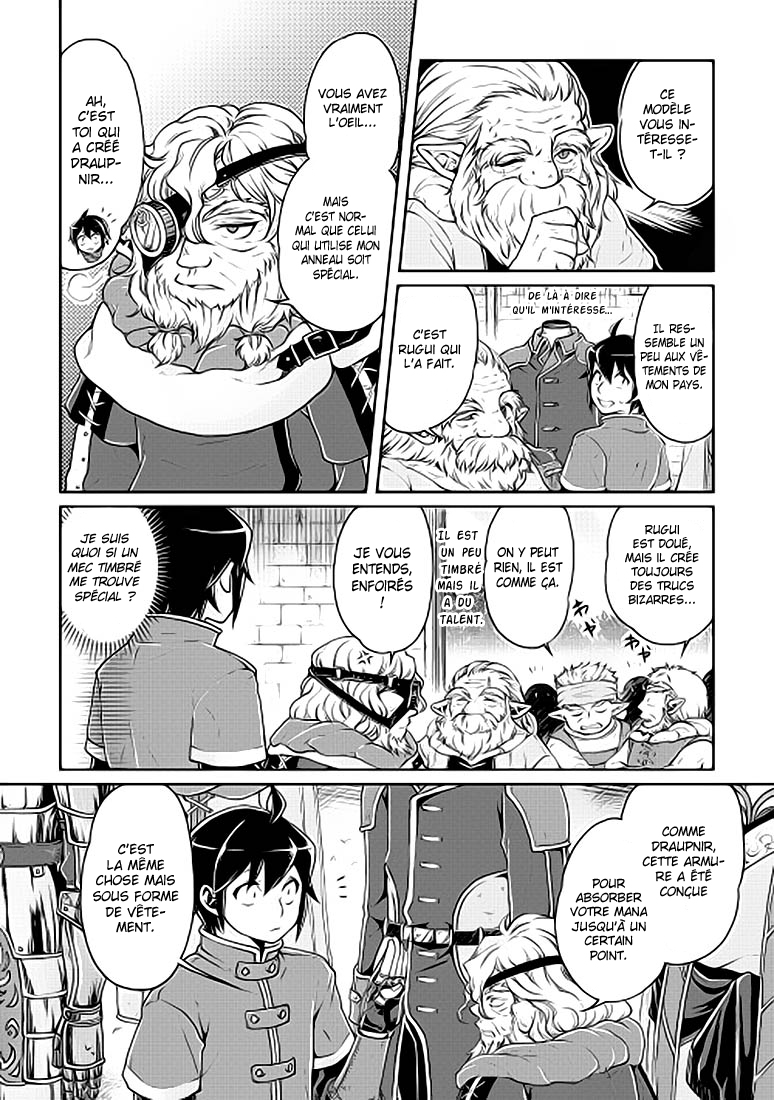 CE
MODÈLE
VOUS IN-
TÉRESSE-
T-IL ?
IL RES-
SEMBLE UN
PEU AUX VÊ-
TEMENTS DE
MON PAYS.
DE LÀ A DIRE
QU'IL M'INTÉRESSE...
C'EST
RUGUI QUI
L'A FAIT.
VOUS AVEZ
VRAIMENT
L'OEIL...
MAIS
C'EST NOR-
MAL QUE CELUI
QUI UTILISE MON
ANNEAU SOIT
SPÉCIAL.
AH,
C'EST
TOI QUI
A CRÉÉ
DRAUP-
NIR...
RUGUI
EST DOUÉ,
MAIS IL CRÉE
TOUJOURS
DES TRUCS
BIZARRES...
ON Y PEUT
RIEN, IL EST
COMME ÇA.
IL EST
UN PEU
TIMBRÉ
MAIS IL
A DU
TALENT.
JE VOUS
ENTENDS,
ENFOIRÉS
!
JE SUIS
QUOI SI UN
MEC TIMBRÉ
ME TROUVE
SPÉCIAL ?
COMME
DRAUPNIR,
CETTE ARMU-
RE A ÉTÉ
CONÇUE
POUR
ABSORBER
VOTRE MANA
JUSQU'À UN
CERTAIN
POINT.
C'EST
LA MÊME
CHOSE MAIS
SOUS FORME
DE VÊTE-
MENT.